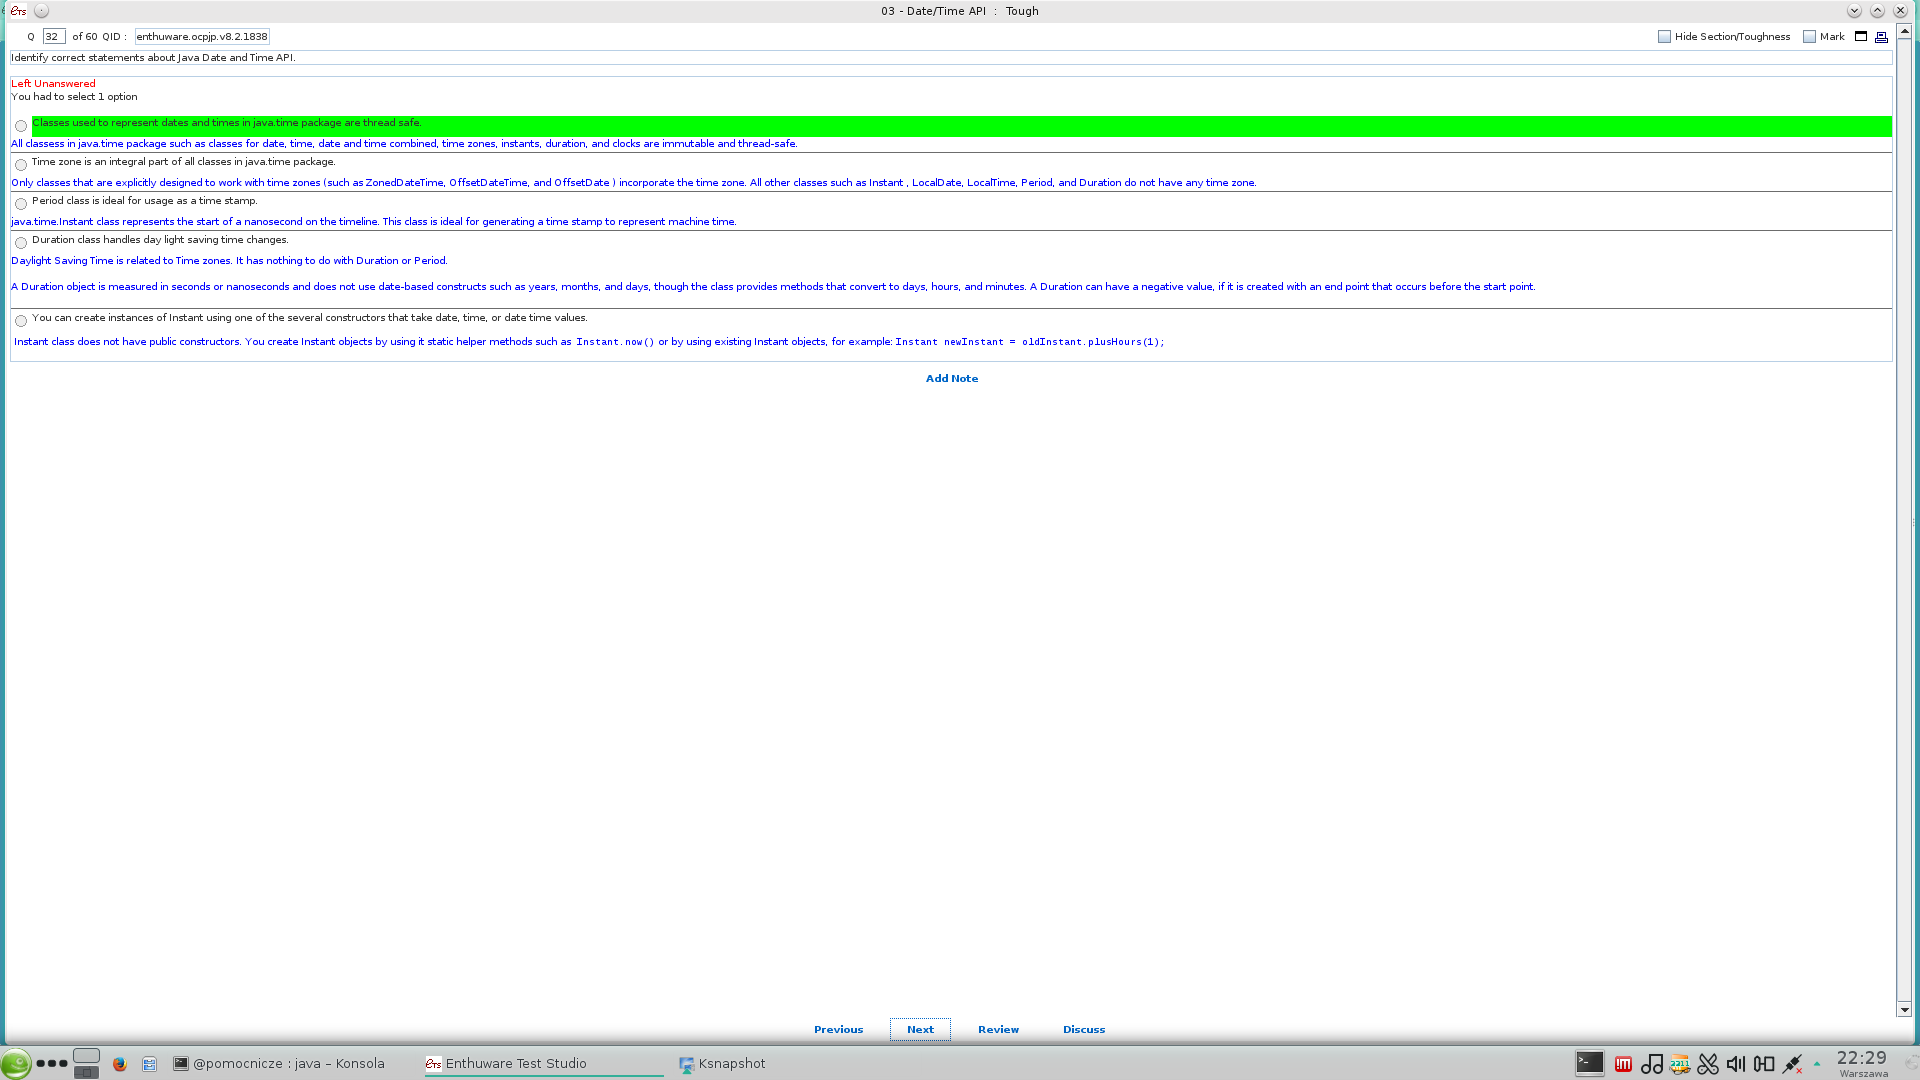 ETS
03 - Date/Time API : Tough
Q 32 of 60 QID : enthuware.ocpjp.v8.2.1838
Hide Section/Toughness Mark
Identify correct statements about Java Date and Time API.
Left Unanswered
You had to select 1 option
Classes used to represent dates and times in java.time package are thread safe.
All classess in java.time package such as classes for date, time, date and time combined, time zones, instants, duration, and clocks are immutable and thread-safe.
Time zone is an integral part of all classes in java.time package.
Only classes that are explicitly designed to work with time zones (such as ZonedDateTime, OffsetDateTime, and OffsetDate ) incorporate the time zone. All other classes such as Instant , LocalDate, LocalTime, Period, and Duration do not have any time zone.
Period class is ideal for usage as a time stamp.
java.time.Instant class represents the start of a nanosecond on the timeline. This class is ideal for generating a time stamp to represent machine time.
Duration class handles day light saving time changes.
Daylight Saving Time is related to Time zones. It has nothing to do with Duration or Period.
A Duration object is measured in seconds or nanoseconds and does not use date-based constructs such as years, months, and days, though the class provides methods that convert to days, hours, and minutes. A Duration can have a negative value, if it is created with an end point that occurs before the start point.
You can create instances of Instant using one of the several constructors that take date, time, or date time values.
Instant class does not have public constructors. You create Instant objects by using it static helper methods such as Instant.now() or by using existing Instant objects, for example: Instant newInstant = oldInstant.plusHours(1);
Add Note
Previous Next Review Discuss
@pomocnicze : java – Konsola
ETS Enthuware Test Studio
Ksnapshot
22:29
Warszawa